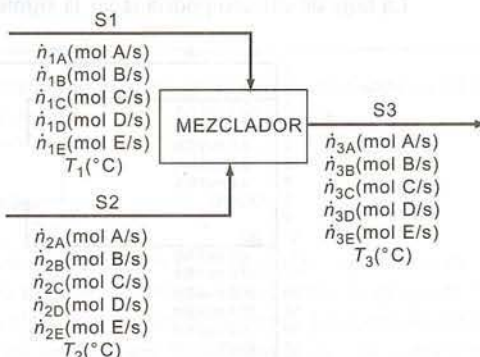 S1
ṅ1A(mol A/s)
ṅ1B(mol B/s)
ṅ1C(mol C/s)
ṅ1D(mol D/s)
ṅ1E(mol E/s)
T1(°C)
MEZCLADOR
S3
ṅ3A(mol A/s)
ṅ3B(mol B/s)
ṅ3C(mol C/s)
ṅ3D(mol D/s)
ṅ3E(mol E/s)
T3(°C)
S2
ṅ2A(mol A/s)
ṅ2B(mol B/s)
ṅ2C(mol C/s)
ṅ2D(mol D/s)
ṅ2E(mol E/s)
T2(°C)